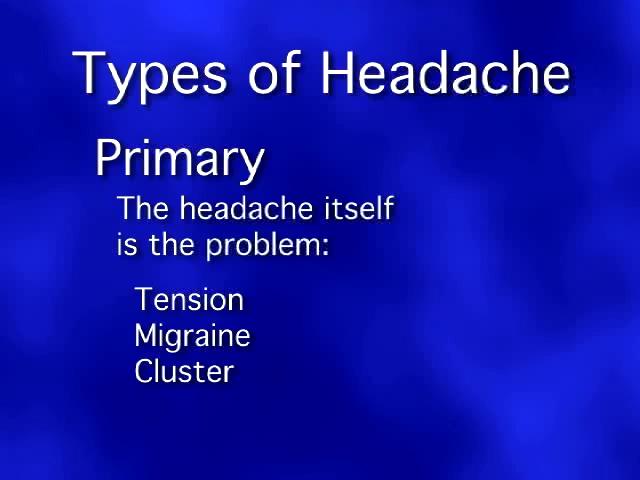 Types of Headache
Primary
The headache itself
is the problem:
Tension
Migraine
Cluster